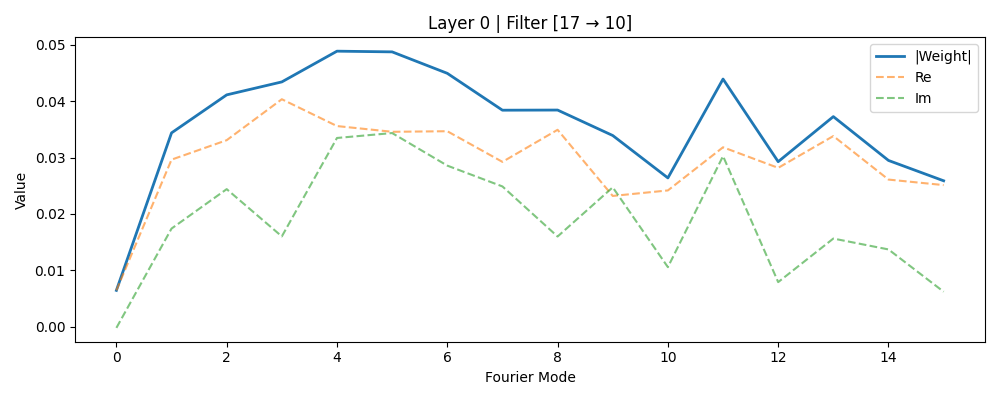 Layer 0 | Filter [17 → 10]
|Weight|
Re
Im
Value
0.05
0.04
0.03
0.02
0.01
0.00
0 2 4 6 8 10 12 14
Fourier Mode